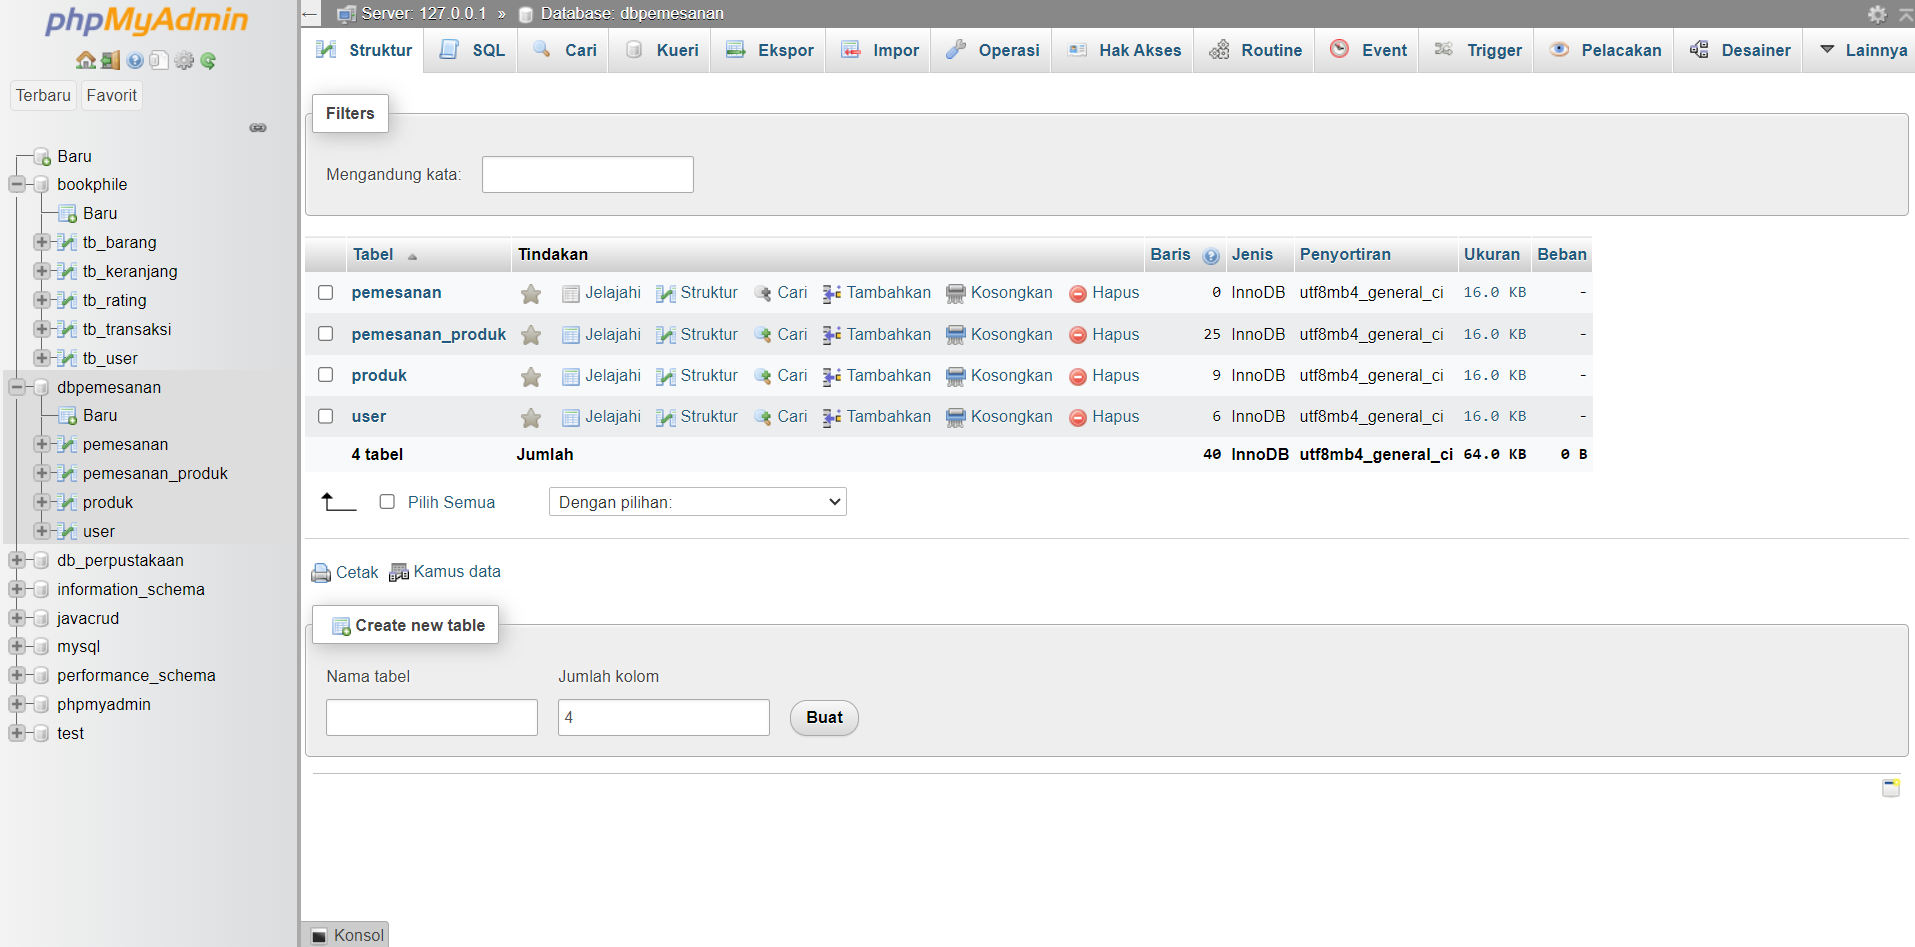 phpMyAdmin
Terbaru Favorit
Baru
bookphile
Baru
tb_barang
tb_keranjang
tb_rating
tb_transaksi
tb_user
dbpemesanan
Baru
pemesanan
pemesanan_produk
produk
user
db_perpustakaan
information_schema
javacrud
mysql
performance_schema
phpmyadmin
test
← Server: 127.0.0.1 » Database: dbpemesanan
Struktur SQL Cari Kueri Ekspor Impor Operasi Hak Akses Routine Event Trigger Pelacakan Desainer Lainnya
Filters
Mengandung kata:
Tabel Tindakan Baris Jenis Penyortiran Ukuran Beban
pemesanan Jelajahi Struktur Cari Tambahkan Kosongkan Hapus 0 InnoDB utf8mb4_general_ci 16.0 KB -
pemesanan_produk Jelajahi Struktur Cari Tambahkan Kosongkan Hapus 25 InnoDB utf8mb4_general_ci 16.0 KB -
produk Jelajahi Struktur Cari Tambahkan Kosongkan Hapus 9 InnoDB utf8mb4_general_ci 16.0 KB -
user Jelajahi Struktur Cari Tambahkan Kosongkan Hapus 6 InnoDB utf8mb4_general_ci 16.0 KB -
4 tabel Jumlah 40 InnoDB utf8mb4_general_ci 64.0 KB 0 B
Pilih Semua Dengan pilihan:
Cetak Kamus data
Create new table
Nama tabel Jumlah kolom
4 Buat
Konsol